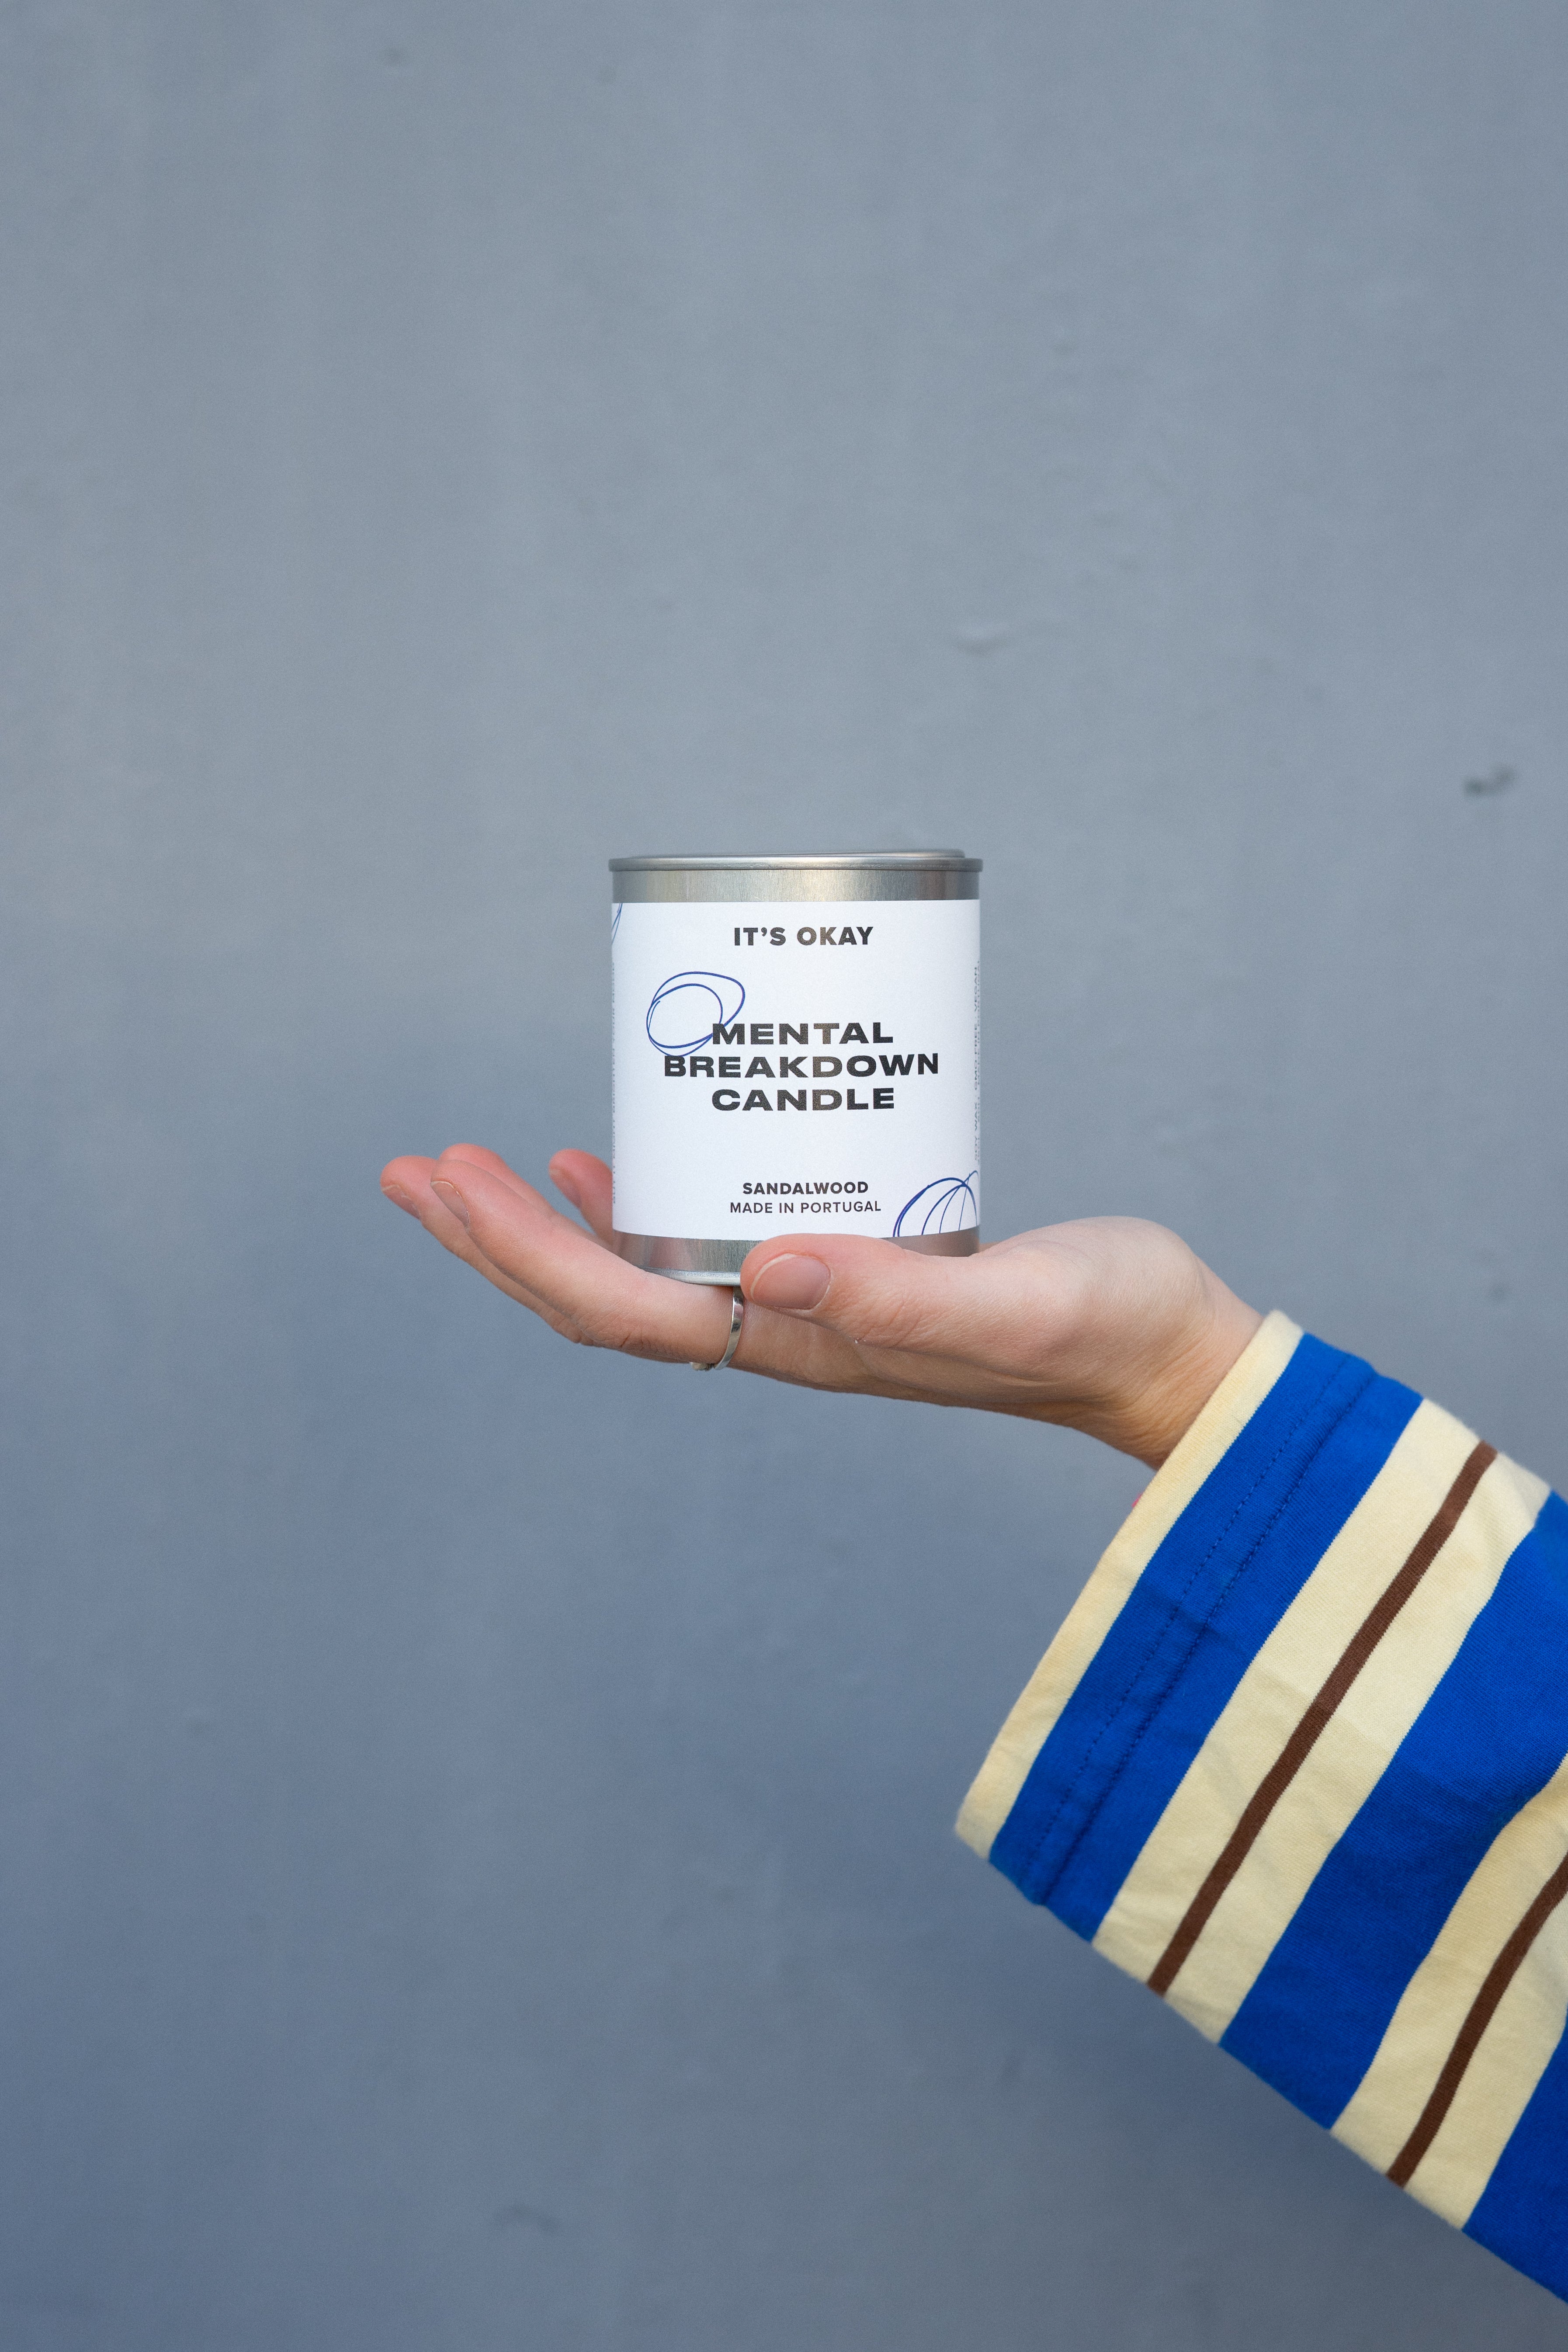 IT'S OKAY
MENTAL
BREAKDOWN
CANDLE
SANDALWOOD
MADE IN PORTUGAL